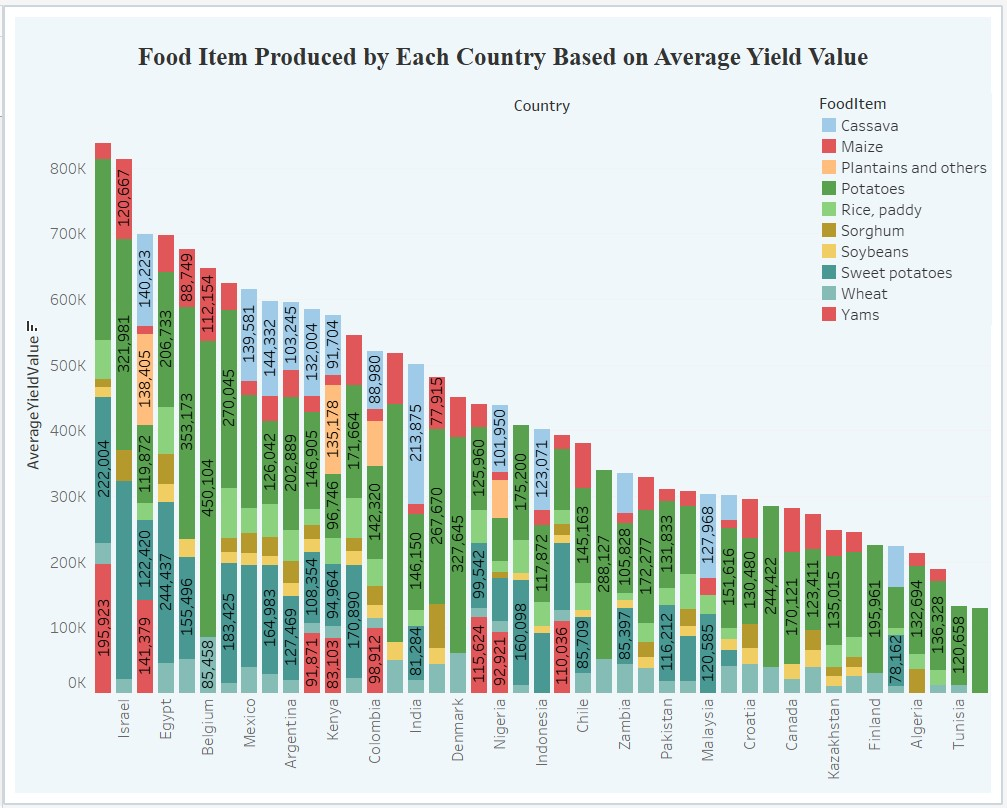 Food Item Produced by Each Country Based on Average Yield Value
Country
FoodItem
Cassava
Maize
Plantains and others
Potatoes
Rice, paddy
Sorghum
Soybeans
Sweet potatoes
Wheat
Yams
AverageYieldValue
800K
700K
600K
500K
400K
300K
200K
100K
0K
195,923
222,004
321,981
120,667
141,379
122,420
119,872
138,405
140,223
244,437
206,733
155,496
353,173
88,749
85,458
450,104
112,154
183,425
270,045
139,581
164,983
126,042
144,332
127,469
202,889
103,245
91,871
108,354
146,905
132,004
83,103
94,964
96,746
135,178
91,704
170,890
171,664
98,912
142,320
88,980
81,284
146,150
213,875
267,670
77,915
327,645
115,624
99,542
125,960
92,921
101,950
160,098
175,200
117,872
123,071
110,036
85,709
145,163
288,127
85,397
105,828
172,277
116,212
131,833
120,585
127,968
151,616
130,480
244,422
170,121
123,411
135,015
195,961
78,162
132,694
136,328
120,658
Israel
Egypt
Belgium
Mexico
Argentina
Kenya
Colombia
India
Denmark
Nigeria
Indonesia
Chile
Zambia
Pakistan
Malaysia
Croatia
Canada
Kazakhstan
Finland
Algeria
Tunisia